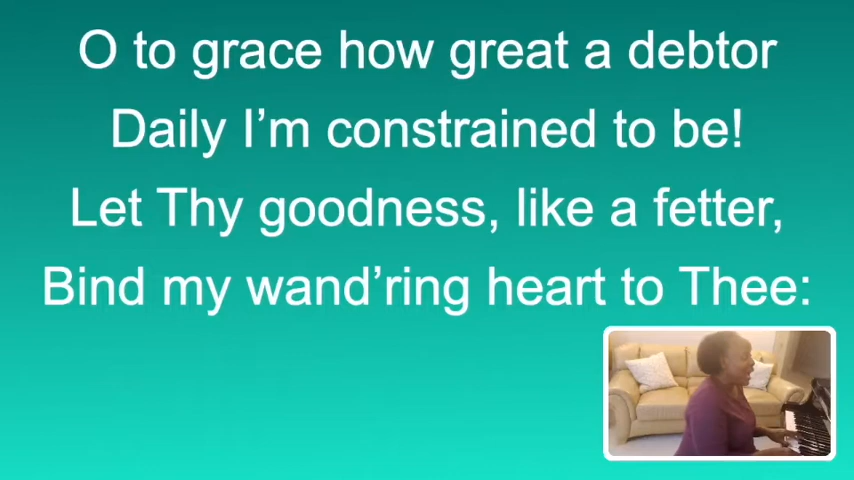 O to grace how great a debtor
Daily I’m constrained to be!
Let Thy goodness, like a fetter,
Bind my wand’ring heart to Thee: